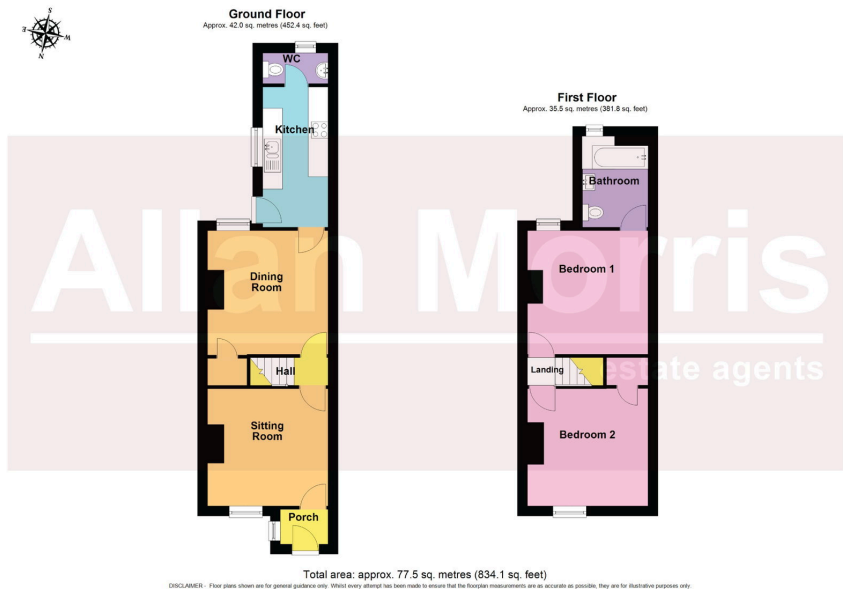 Ground Floor
Approx. 42.0 sq. metres (452.4 sq. feet)
S
E
W
N
WC
Kitchen
Dining
Room
Hall
Sitting
Room
Porch
First Floor
Approx. 35.5 sq. metres (381.8 sq. feet)
Bathroom
Bedroom 1
Landing
Bedroom 2
Allan Morris
estate agents
Total area: approx. 77.5 sq. metres (834.1 sq. feet)
DISCLAIMER - Floor plans shown are for general guidance only. Whilst every attempt has been made to ensure that the floorplan measurements are as accurate as possible, they are for illustrative purposes only.